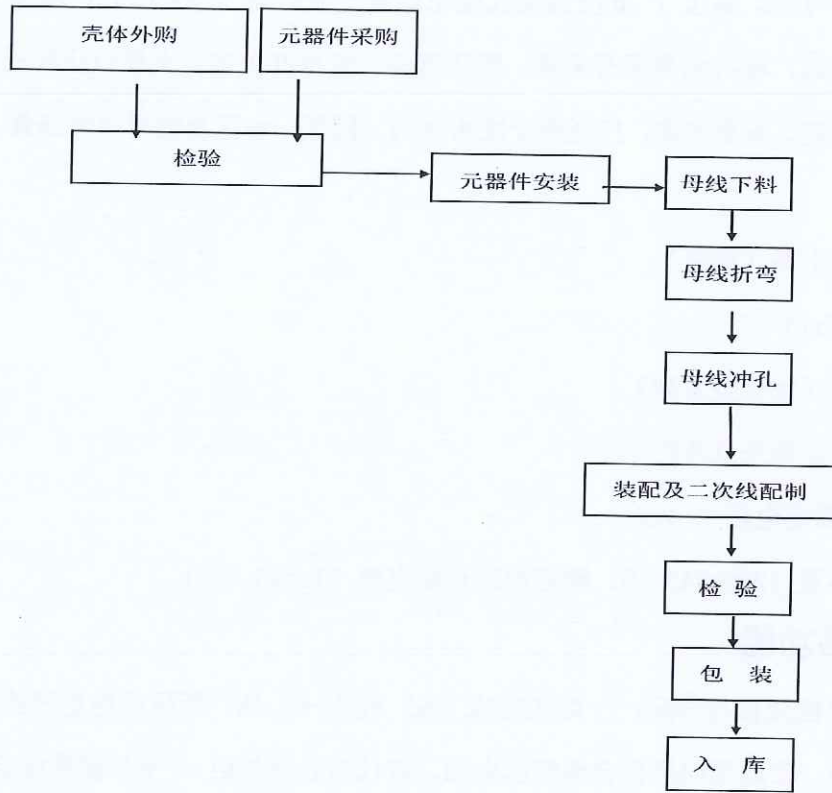 壳体外购
元器件采购
检验
元器件安装
母线下料
母线折弯
母线冲孔
装配及二次线配制
检 验
包 装
入 库